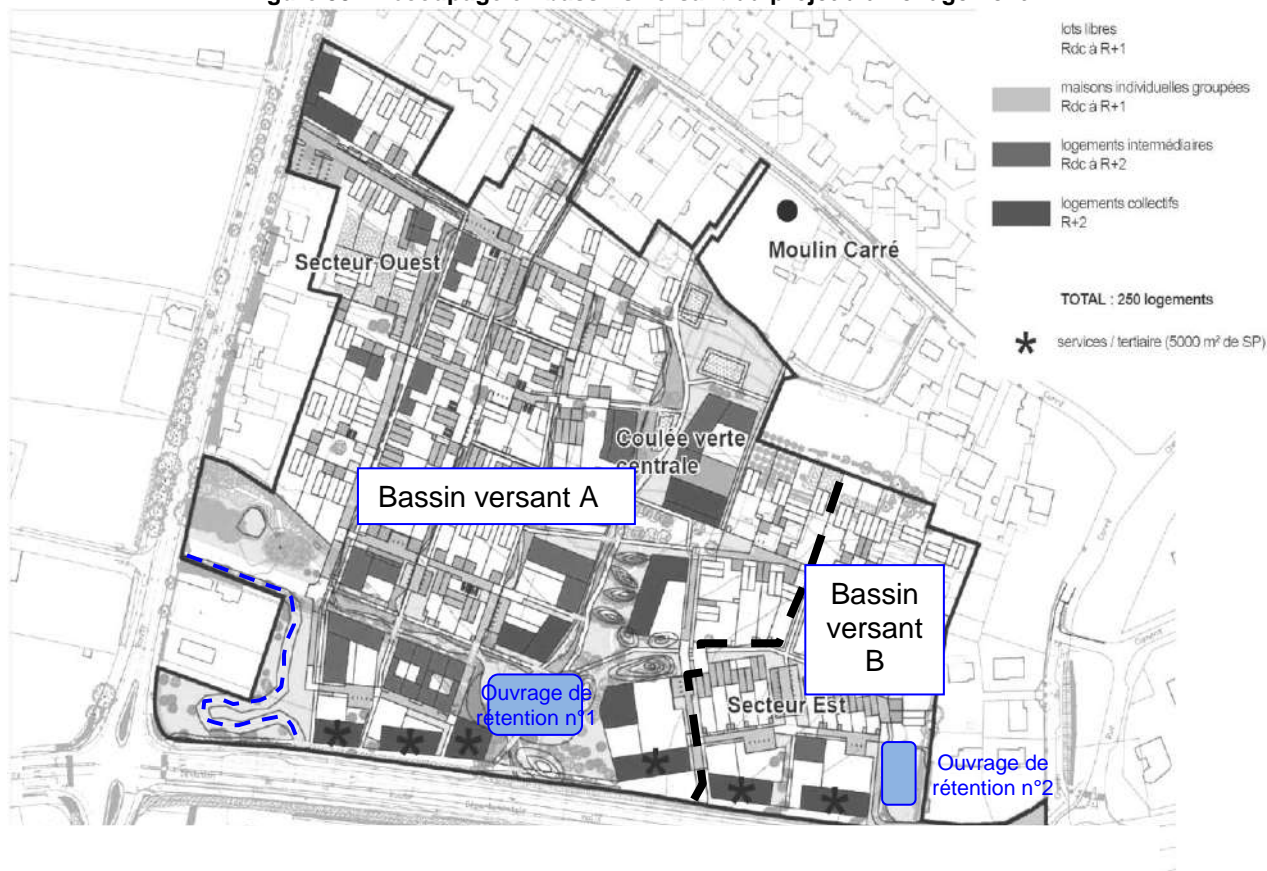 lots libres
Rdc à R+1
maisons individuelles groupées
Rdc à R+1
logements intermédiaires
Rdc à R+2
logements collectifs
R+2
Moulin Carré
Secteur Ouest
TOTAL : 250 logements
services / tertiaire (5000 m² de SP)
Coulée verte
centrale
Bassin versant A
Bassin
versant
B
Ouvrage de
rétention n°1
Secteur Est
Ouvrage de
rétention n°2